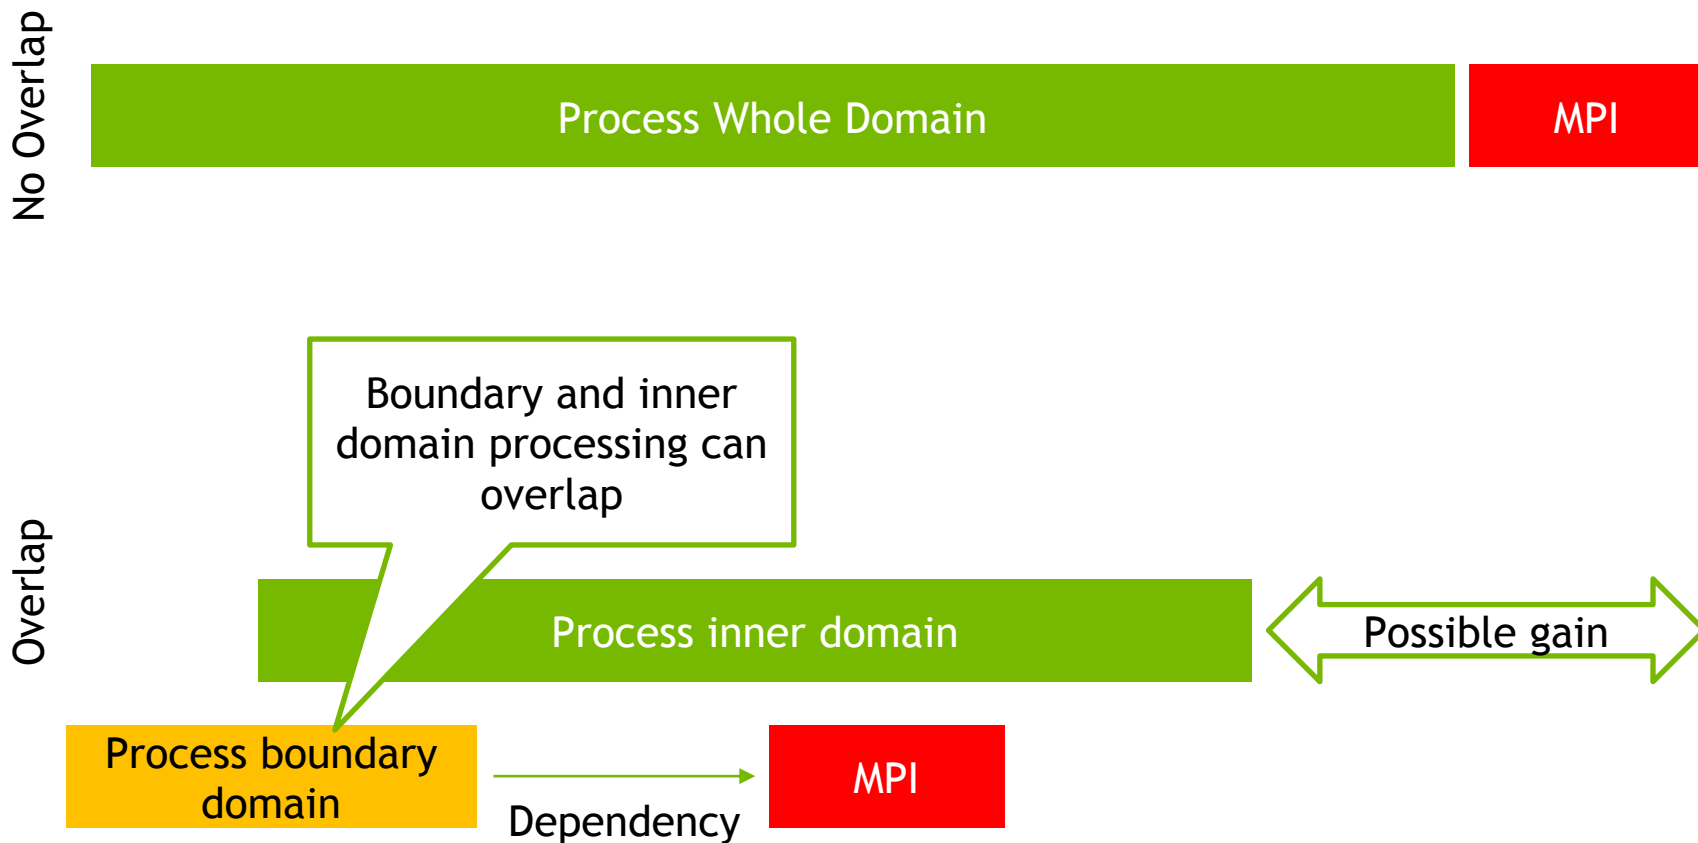 No Overlap
Process Whole Domain
MPI
Boundary and inner
domain processing can
overlap
Overlap
Process inner domain
Possible gain
Process boundary
domain
Dependency
MPI